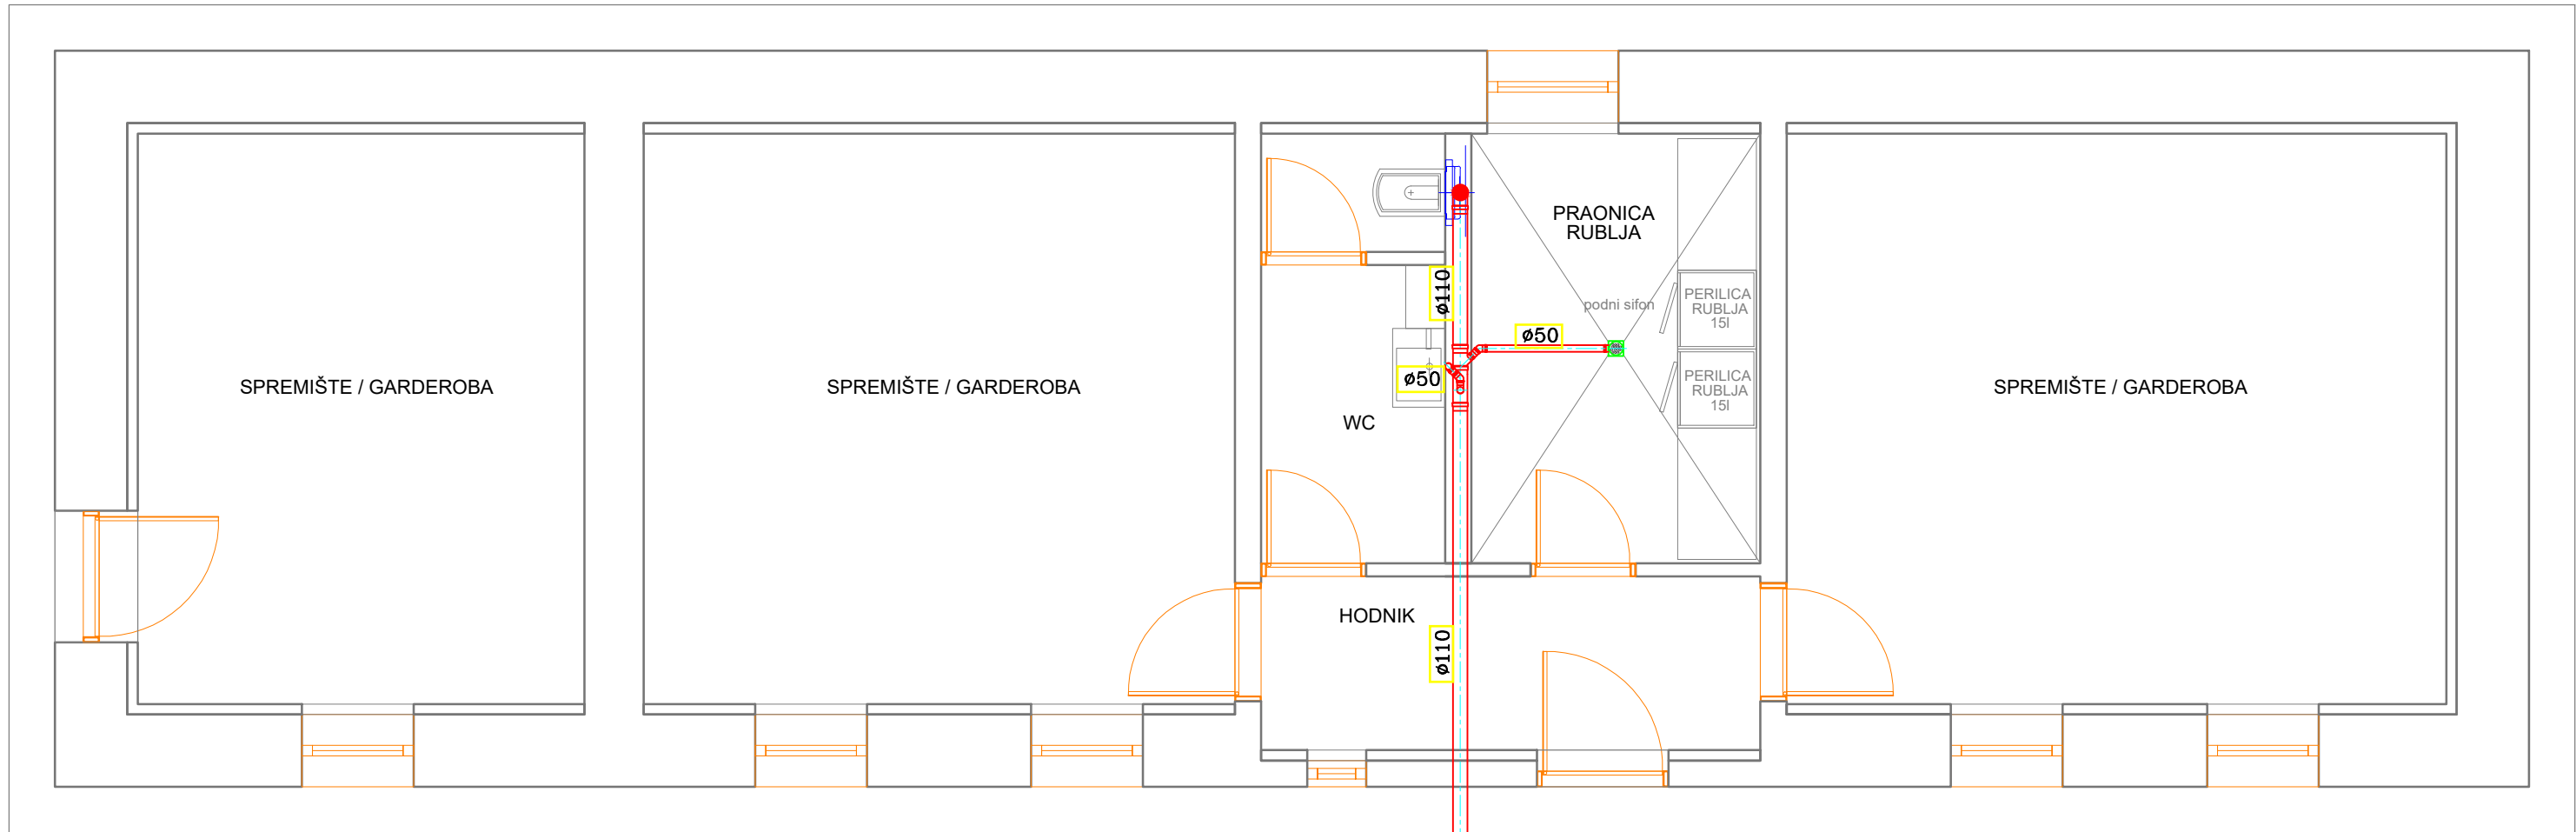 PRAONICA
RUBLJA
ø110
podni sifon
PERILICA
RUBLJA
15l
ø50
ø50
PERILICA
RUBLJA
15l
SPREMIŠTE / GARDEROBA
SPREMIŠTE / GARDEROBA
SPREMIŠTE / GARDEROBA
WC
HODNIK
ø110